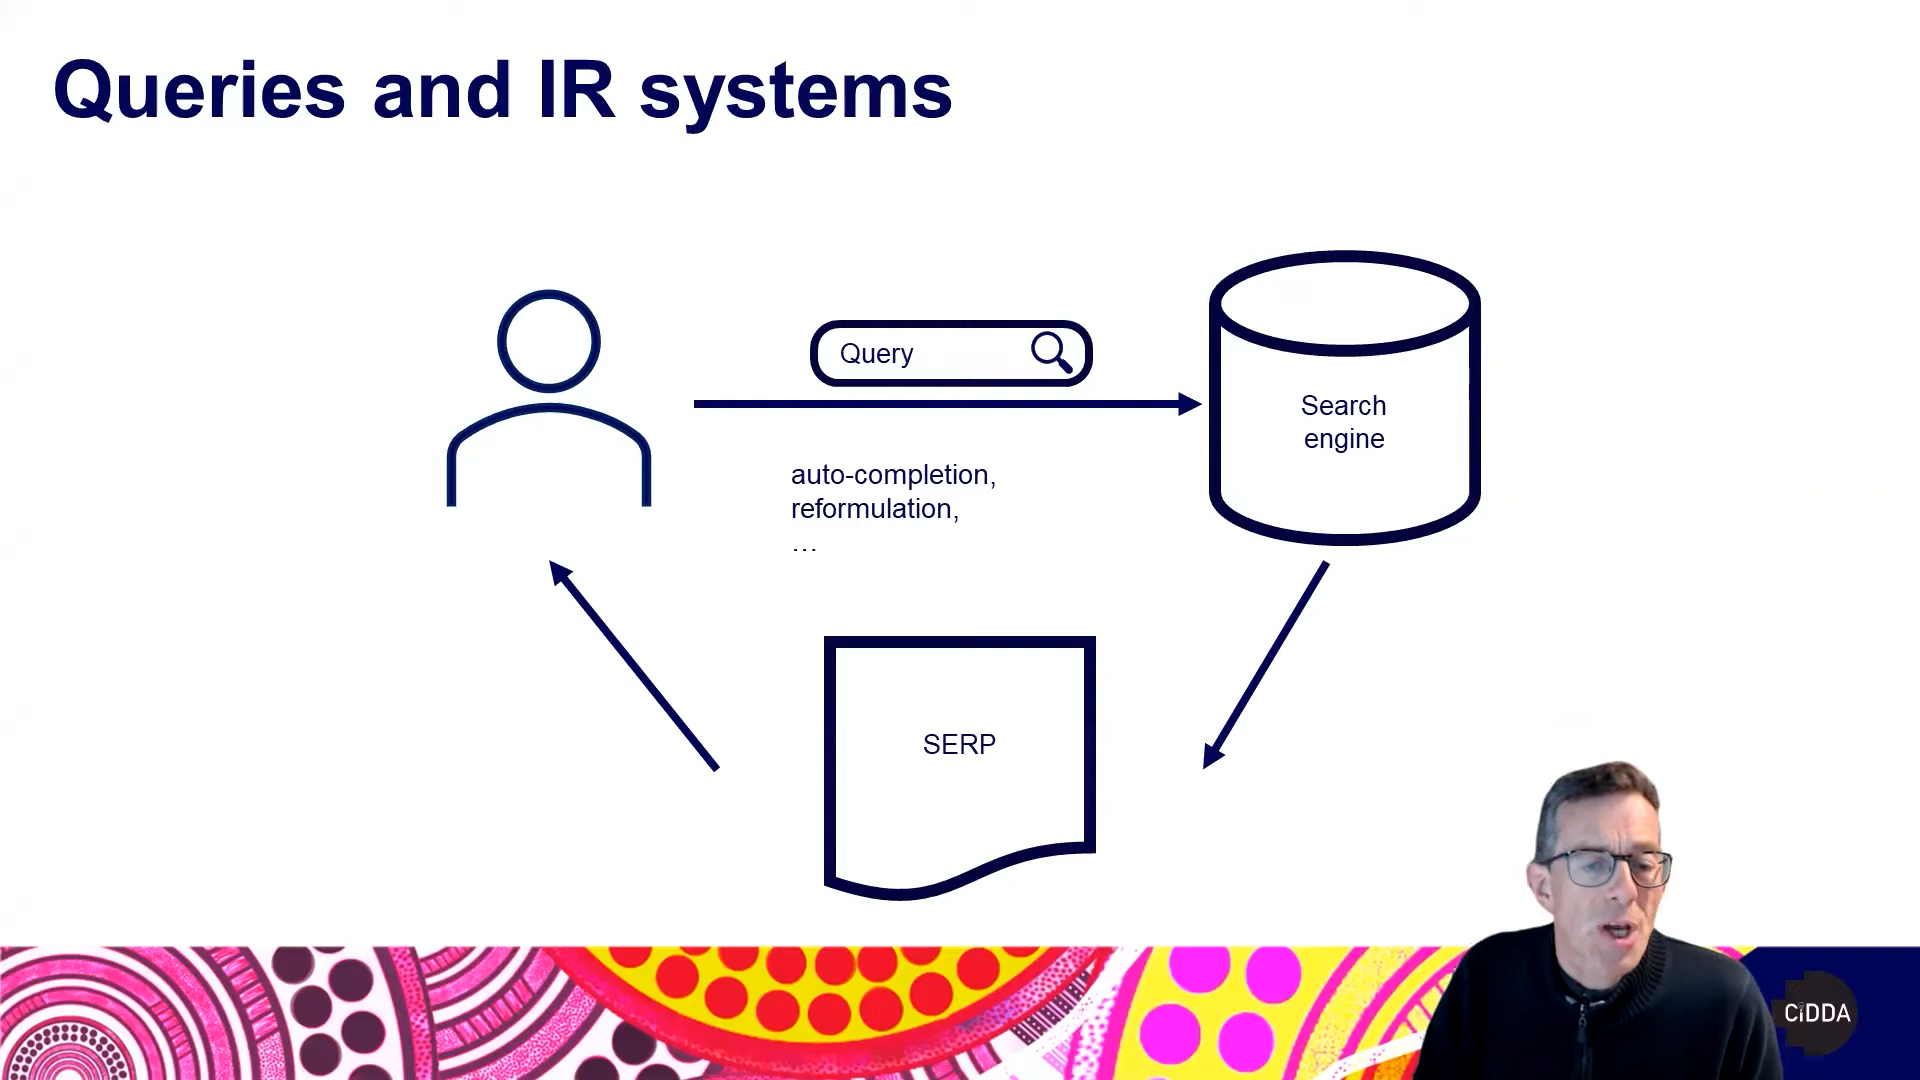 Queries and IR systems
Query
Search
engine
auto-completion,
reformulation,
...
SERP
CiDDA